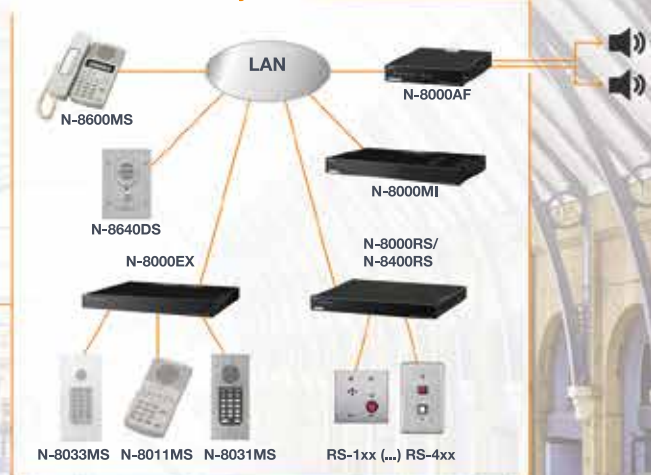 LAN
N-8600MS
N-8000AF
N-8640DS
N-8000MI
N-8000EX
N-8000RS/
N-8400RS
N-8033MS N-8011MS N-8031MS
RS-1xx (...) RS-4xx